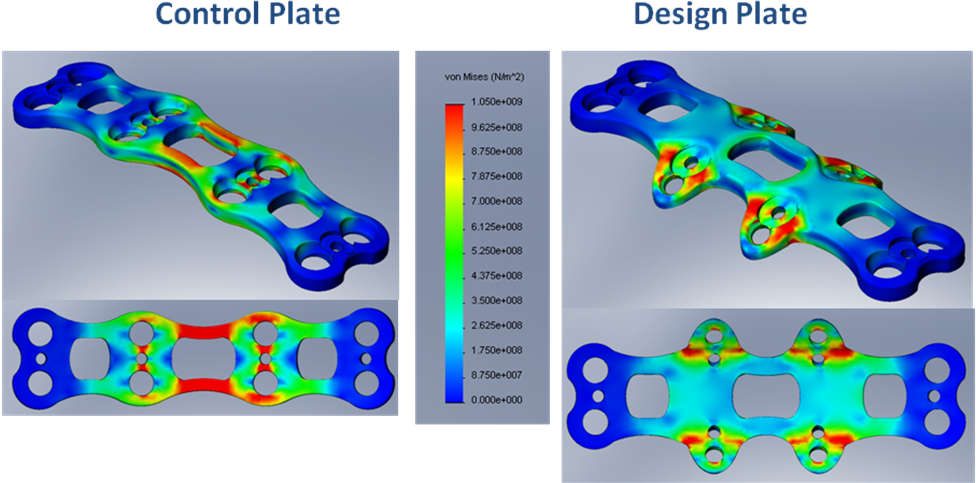 Control Plate
Design Plate
von Mises (N/m^2)
1.050e+009
9.625e+008
8.750e+008
7.875e+008
7.000e+008
6.125e+008
5.250e+008
4.375e+008
3.500e+008
2.625e+008
1.750e+008
8.750e+007
0.000e+000